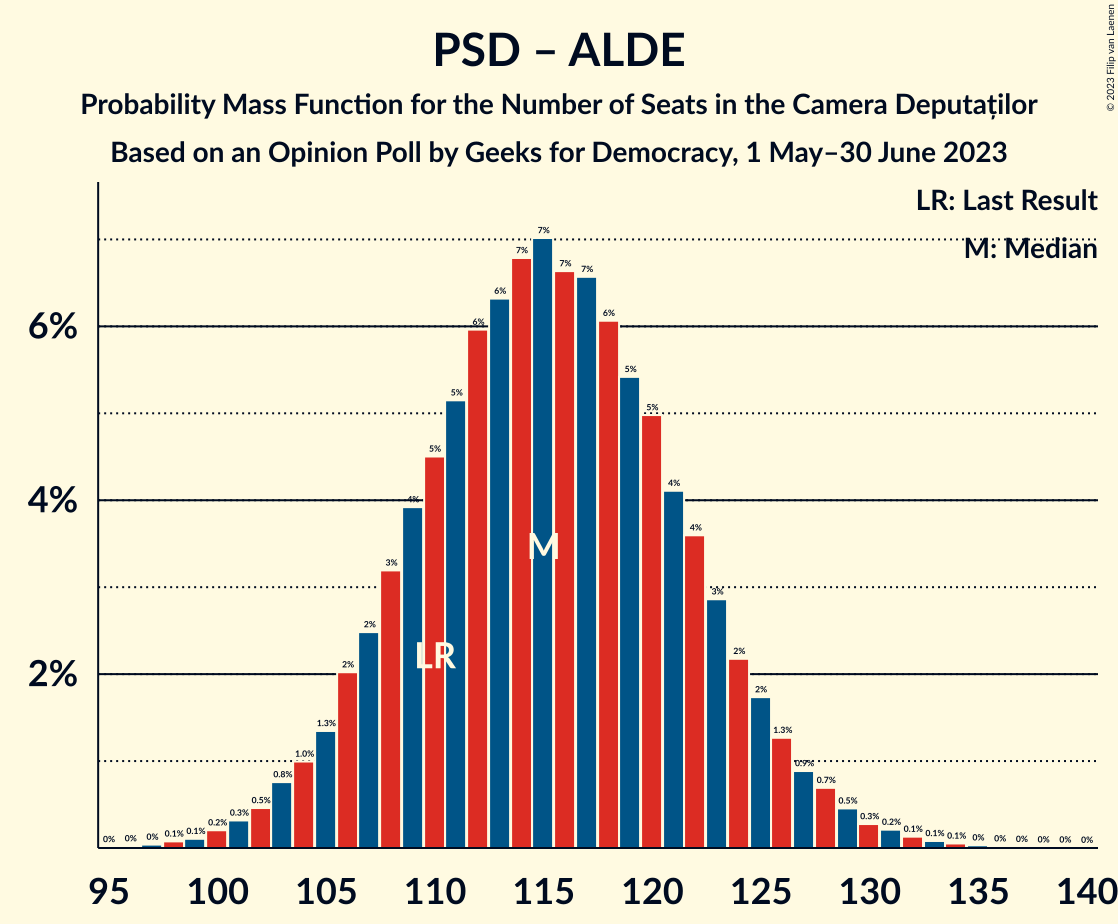 PSD – ALDE
Probability Mass Function for the Number of Seats in the Camera Deputaților
Based on an Opinion Poll by Geeks for Democracy, 1 May–30 June 2023
© 2023 Filip van Laenen
LR: Last Result
M: Median
6%
4%
2%
0% 0% 0% 0.1% 0.1% 0.2% 0.3% 0.5% 0.8% 1.0% 1.3% 2% 2% 3% 4% 5% 5% 6% 6% 7% 7% 7% 7% 6% 5% 5% 4% 4% 3% 2% 2% 1.3% 0.9% 0.7% 0.5% 0.3% 0.2% 0.1% 0.1% 0.1% 0% 0% 0% 0% 0% 0%
M
LR
95 100 105 110 115 120 125 130 135 140